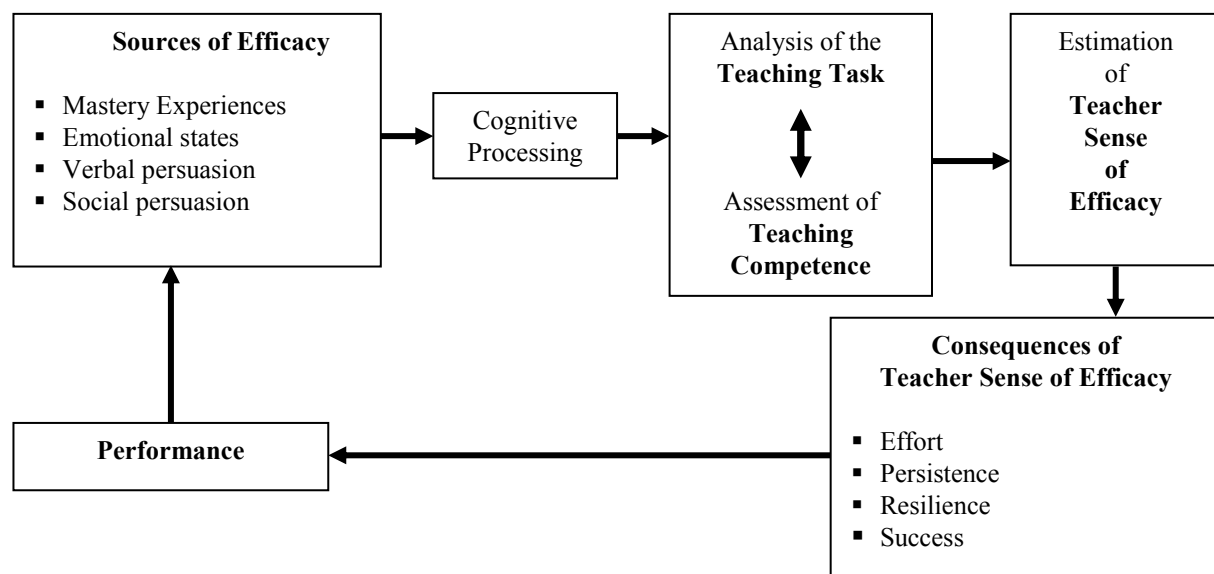 Sources of Efficacy
▪ Mastery Experiences
▪ Emotional states
▪ Verbal persuasion
▪ Social persuasion
Cognitive
Processing
Analysis of the
Teaching Task
Assessment of
Teaching
Competence
Estimation
of
Teacher
Sense
of
Efficacy
Consequences of
Teacher Sense of Efficacy
▪ Effort
▪ Persistence
▪ Resilience
▪ Success
Performance